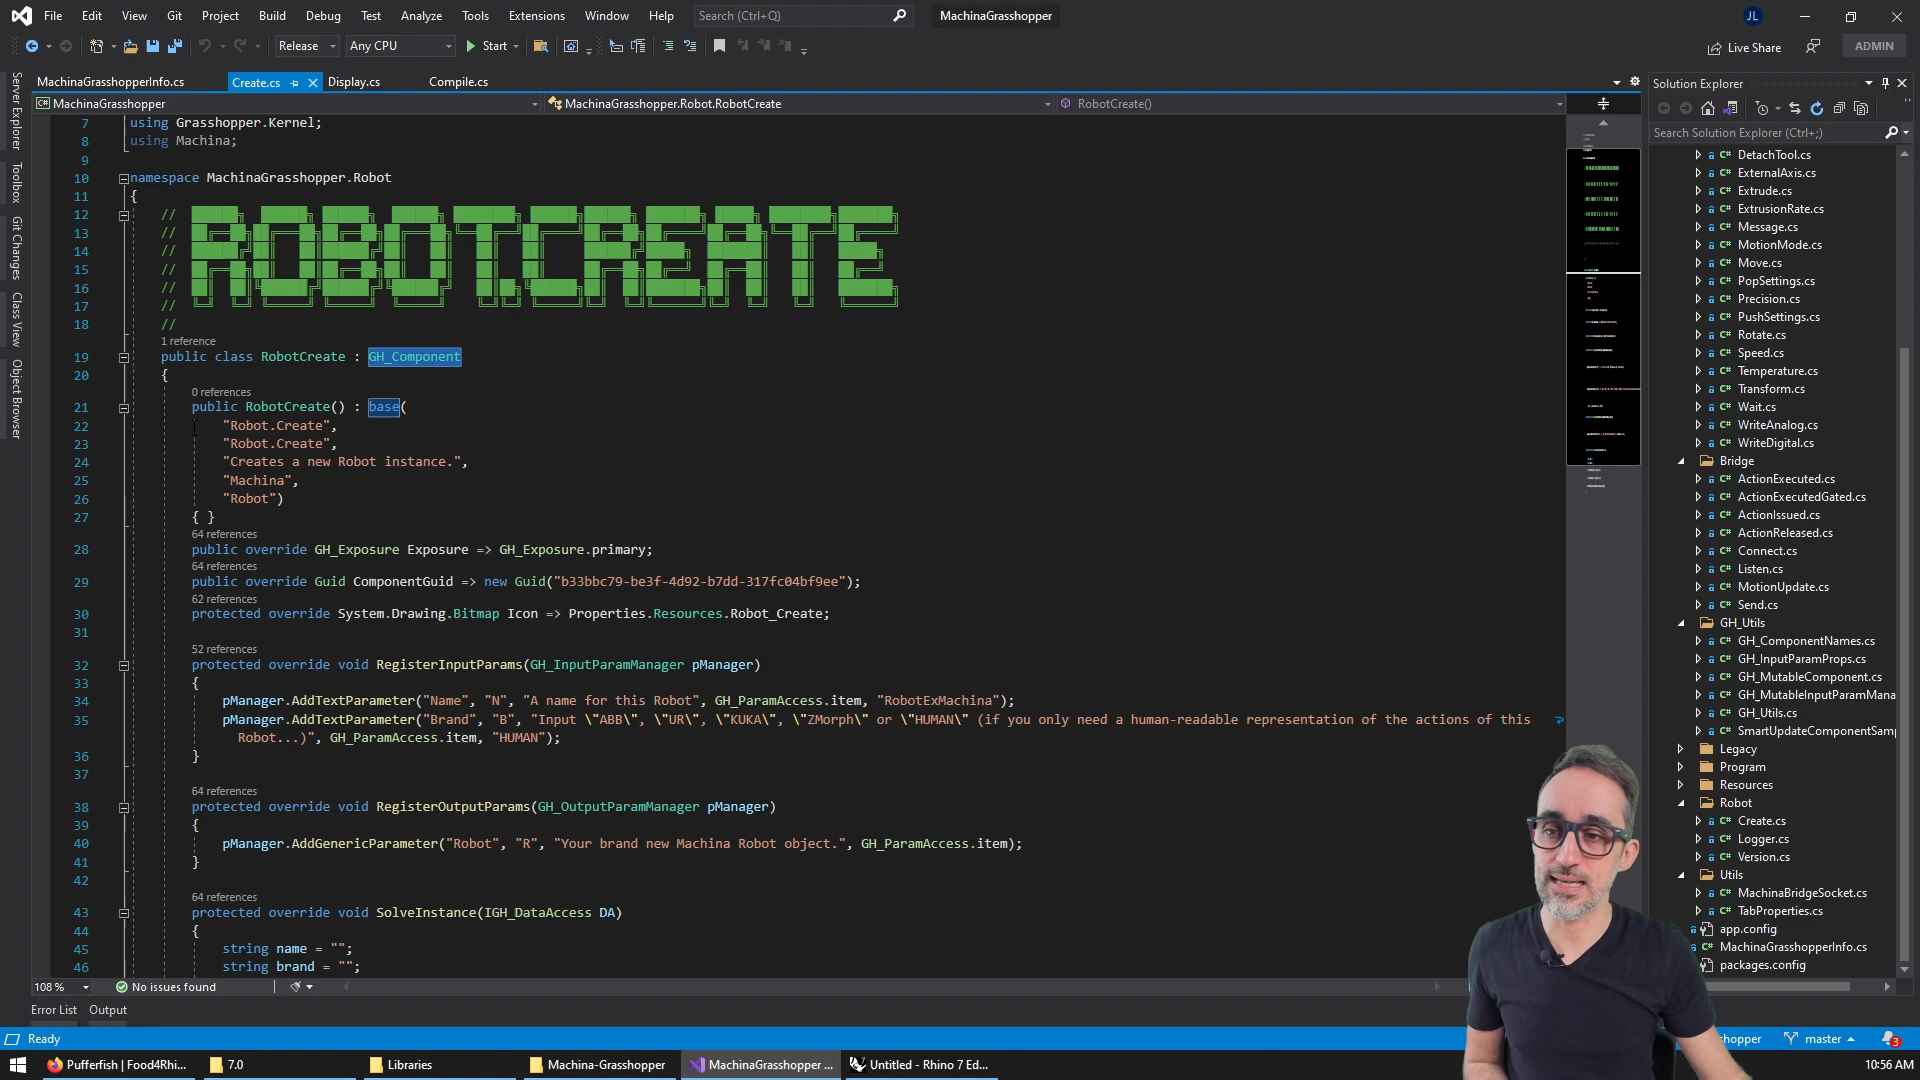 File Edit View Git Project Build Debug Test Analyze Tools Extensions Window Help Search (Ctrl+Q) MachinaGrasshopper JL
Release Any CPU Start Live Share ADMIN
MachinaGrasshopperInfo.cs Create.cs Display.cs Compile.cs
MachinaGrasshopper MachinaGrasshopper.Robot.RobotCreate RobotCreate()
Server Explorer
Toolbox
Git Changes
Class View
Object Browser
7 using Grasshopper.Kernel;
8 using Machina;
9
10 namespace MachinaGrasshopper.Robot
11 {
12 //
13 //
14 //
15 //
16 //
17 //
ROBOT.CREATE
18 //
1 reference
19 public class RobotCreate : GH_Component
20 {
0 references
21 public RobotCreate() : base(
22 "Robot.Create",
23 "Robot.Create",
24 "Creates a new Robot instance.",
25 "Machina",
26 "Robot")
27 { }
64 references
28 public override GH_Exposure Exposure => GH_Exposure.primary;
64 references
29 public override Guid ComponentGuid => new Guid("b33bbc79-be3f-4d92-b7dd-317fc04bf9ee");
62 references
30 protected override System.Drawing.Bitmap Icon => Properties.Resources.Robot_Create;
31
52 references
32 protected override void RegisterInputParams(GH_InputParamManager pManager)
33 {
34 pManager.AddTextParameter("Name", "N", "A name for this Robot", GH_ParamAccess.item, "RobotExMachina");
35 pManager.AddTextParameter("Brand", "B", "Input \"ABB\", \"UR\", \"KUKA\", \"ZMorph\" or \"HUMAN\" (if you only need a human-readable representation of the actions of this
Robot...)", GH_ParamAccess.item, "HUMAN");
36 }
37
64 references
38 protected override void RegisterOutputParams(GH_OutputParamManager pManager)
39 {
40 pManager.AddGenericParameter("Robot", "R", "Your brand new Machina Robot object.", GH_ParamAccess.item);
41 }
42
64 references
43 protected override void SolveInstance(IGH_DataAccess DA)
44 {
45 string name = "";
46 string brand = "";
108 % No issues found
Error List Output
Ready
Solution Explorer
Search Solution Explorer (Ctrl+;)
C# DetachTool.cs
C# ExternalAxis.cs
C# Extrude.cs
C# ExtrusionRate.cs
C# Message.cs
C# MotionMode.cs
C# Move.cs
C# PopSettings.cs
C# Precision.cs
C# PushSettings.cs
C# Rotate.cs
C# Speed.cs
C# Temperature.cs
C# Transform.cs
C# Wait.cs
C# WriteAnalog.cs
C# WriteDigital.cs
Bridge
C# ActionExecuted.cs
C# ActionExecutedGated.cs
C# ActionIssued.cs
C# ActionReleased.cs
C# Connect.cs
C# Listen.cs
C# MotionUpdate.cs
C# Send.cs
GH_Utils
C# GH_ComponentNames.cs
C# GH_InputParamProps.cs
C# GH_MutableComponent.cs
C# GH_MutableInputParamMana
C# GH_Utils.cs
C# SmartUpdateComponentSamp
Legacy
Program
Resources
Robot
C# Create.cs
C# Logger.cs
C# Version.cs
Utils
C# MachinaBridgeSocket.cs
C# TabProperties.cs
app.config
C# MachinaGrasshopperInfo.cs
packages.config
hopper master 3
Pufferfish | Food4Rhi... 7.0 Libraries Machina-Grasshopper MachinaGrasshopper ... Untitled - Rhino 7 Ed... 10:56 AM